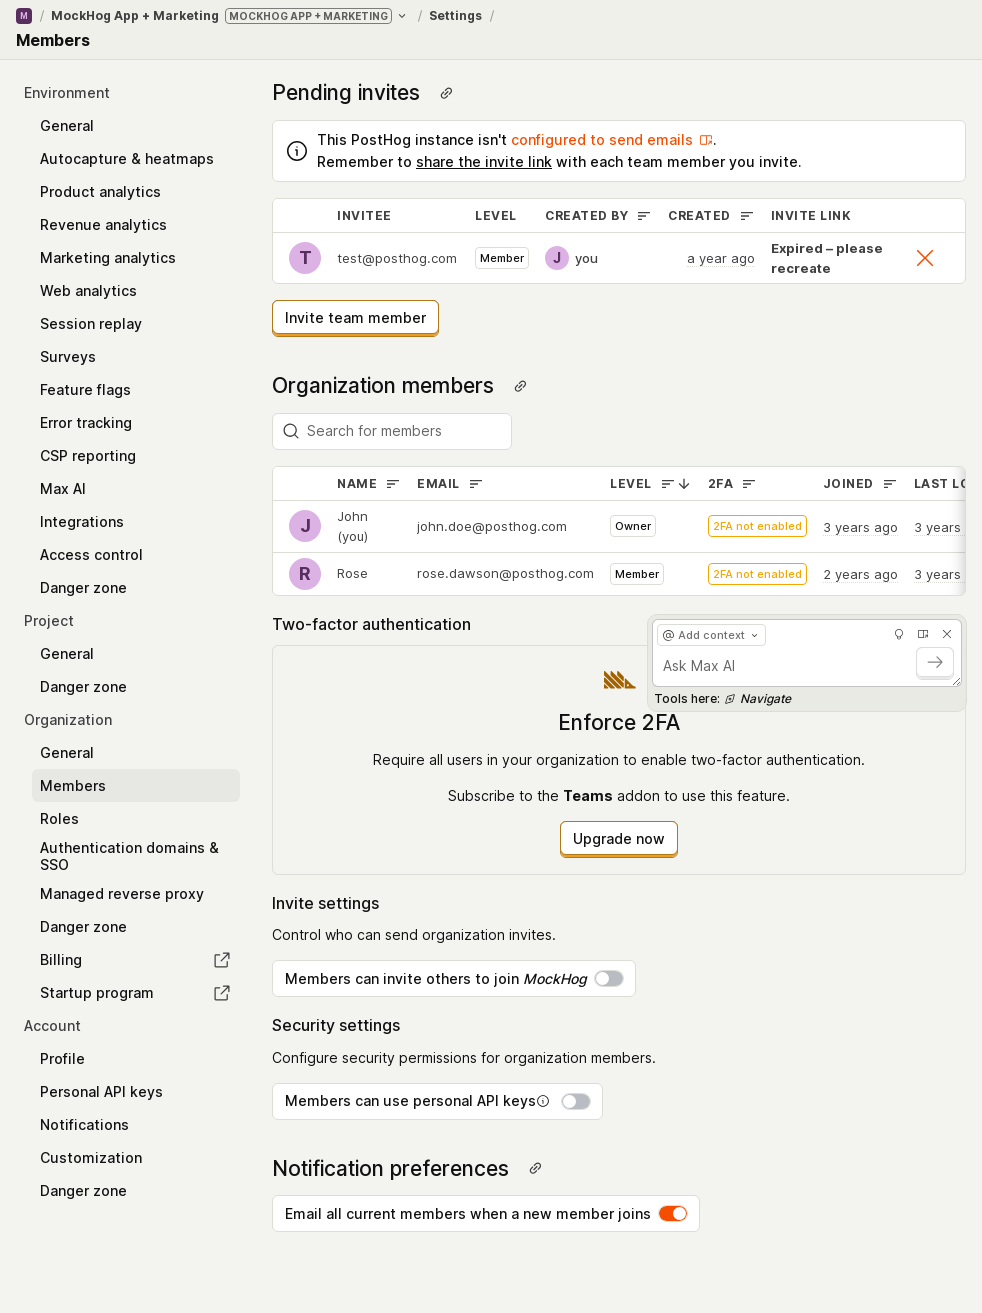 M / MockHog App + Marketing MOCKHOG APP + MARKETING / Settings /
Members
Environment
General
Autocapture & heatmaps
Product analytics
Revenue analytics
Marketing analytics
Web analytics
Session replay
Surveys
Feature flags
Error tracking
CSP reporting
Max AI
Integrations
Access control
Danger zone
Project
General
Danger zone
Organization
General
Members
Roles
Authentication domains &
SSO
Managed reverse proxy
Danger zone
Billing
Startup program
Account
Profile
Personal API keys
Notifications
Customization
Danger zone
Pending invites
This PostHog instance isn't configured to send emails .
Remember to share the invite link with each team member you invite.
INVITEE LEVEL CREATED BY CREATED INVITE LINK
T test@posthog.com Member J you a year ago Expired – please
recreate
Invite team member
Organization members
Search for members
NAME EMAIL LEVEL 2FA JOINED LAST LO
J John
(you) john.doe@posthog.com Owner 2FA not enabled 3 years ago 3 years
R Rose rose.dawson@posthog.com Member 2FA not enabled 2 years ago 3 years
Two-factor authentication
@ Add context
Ask Max AI
Tools here: Navigate
Enforce 2FA
Require all users in your organization to enable two-factor authentication.
Subscribe to the Teams addon to use this feature.
Upgrade now
Invite settings
Control who can send organization invites.
Members can invite others to join MockHog
Security settings
Configure security permissions for organization members.
Members can use personal API keys
Notification preferences
Email all current members when a new member joins